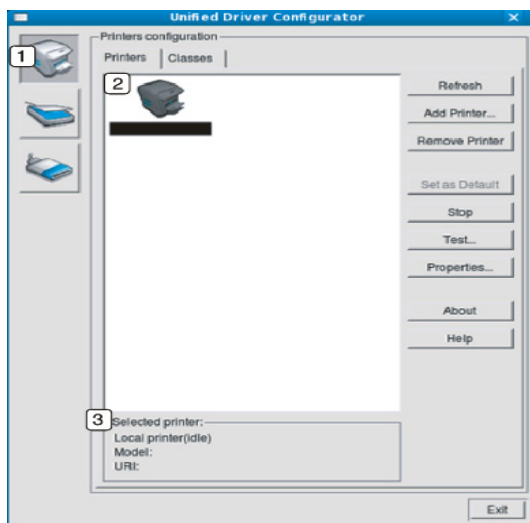 Unified Driver Configurator
1
Printers configuration
Printers Classes
2
Refresh
Add Printer...
Remove Printer
Set as Default
Stop
Test...
Properties...
About
Help
3
Selected printer:
Local printer(idle)
Model:
URI:
Exit